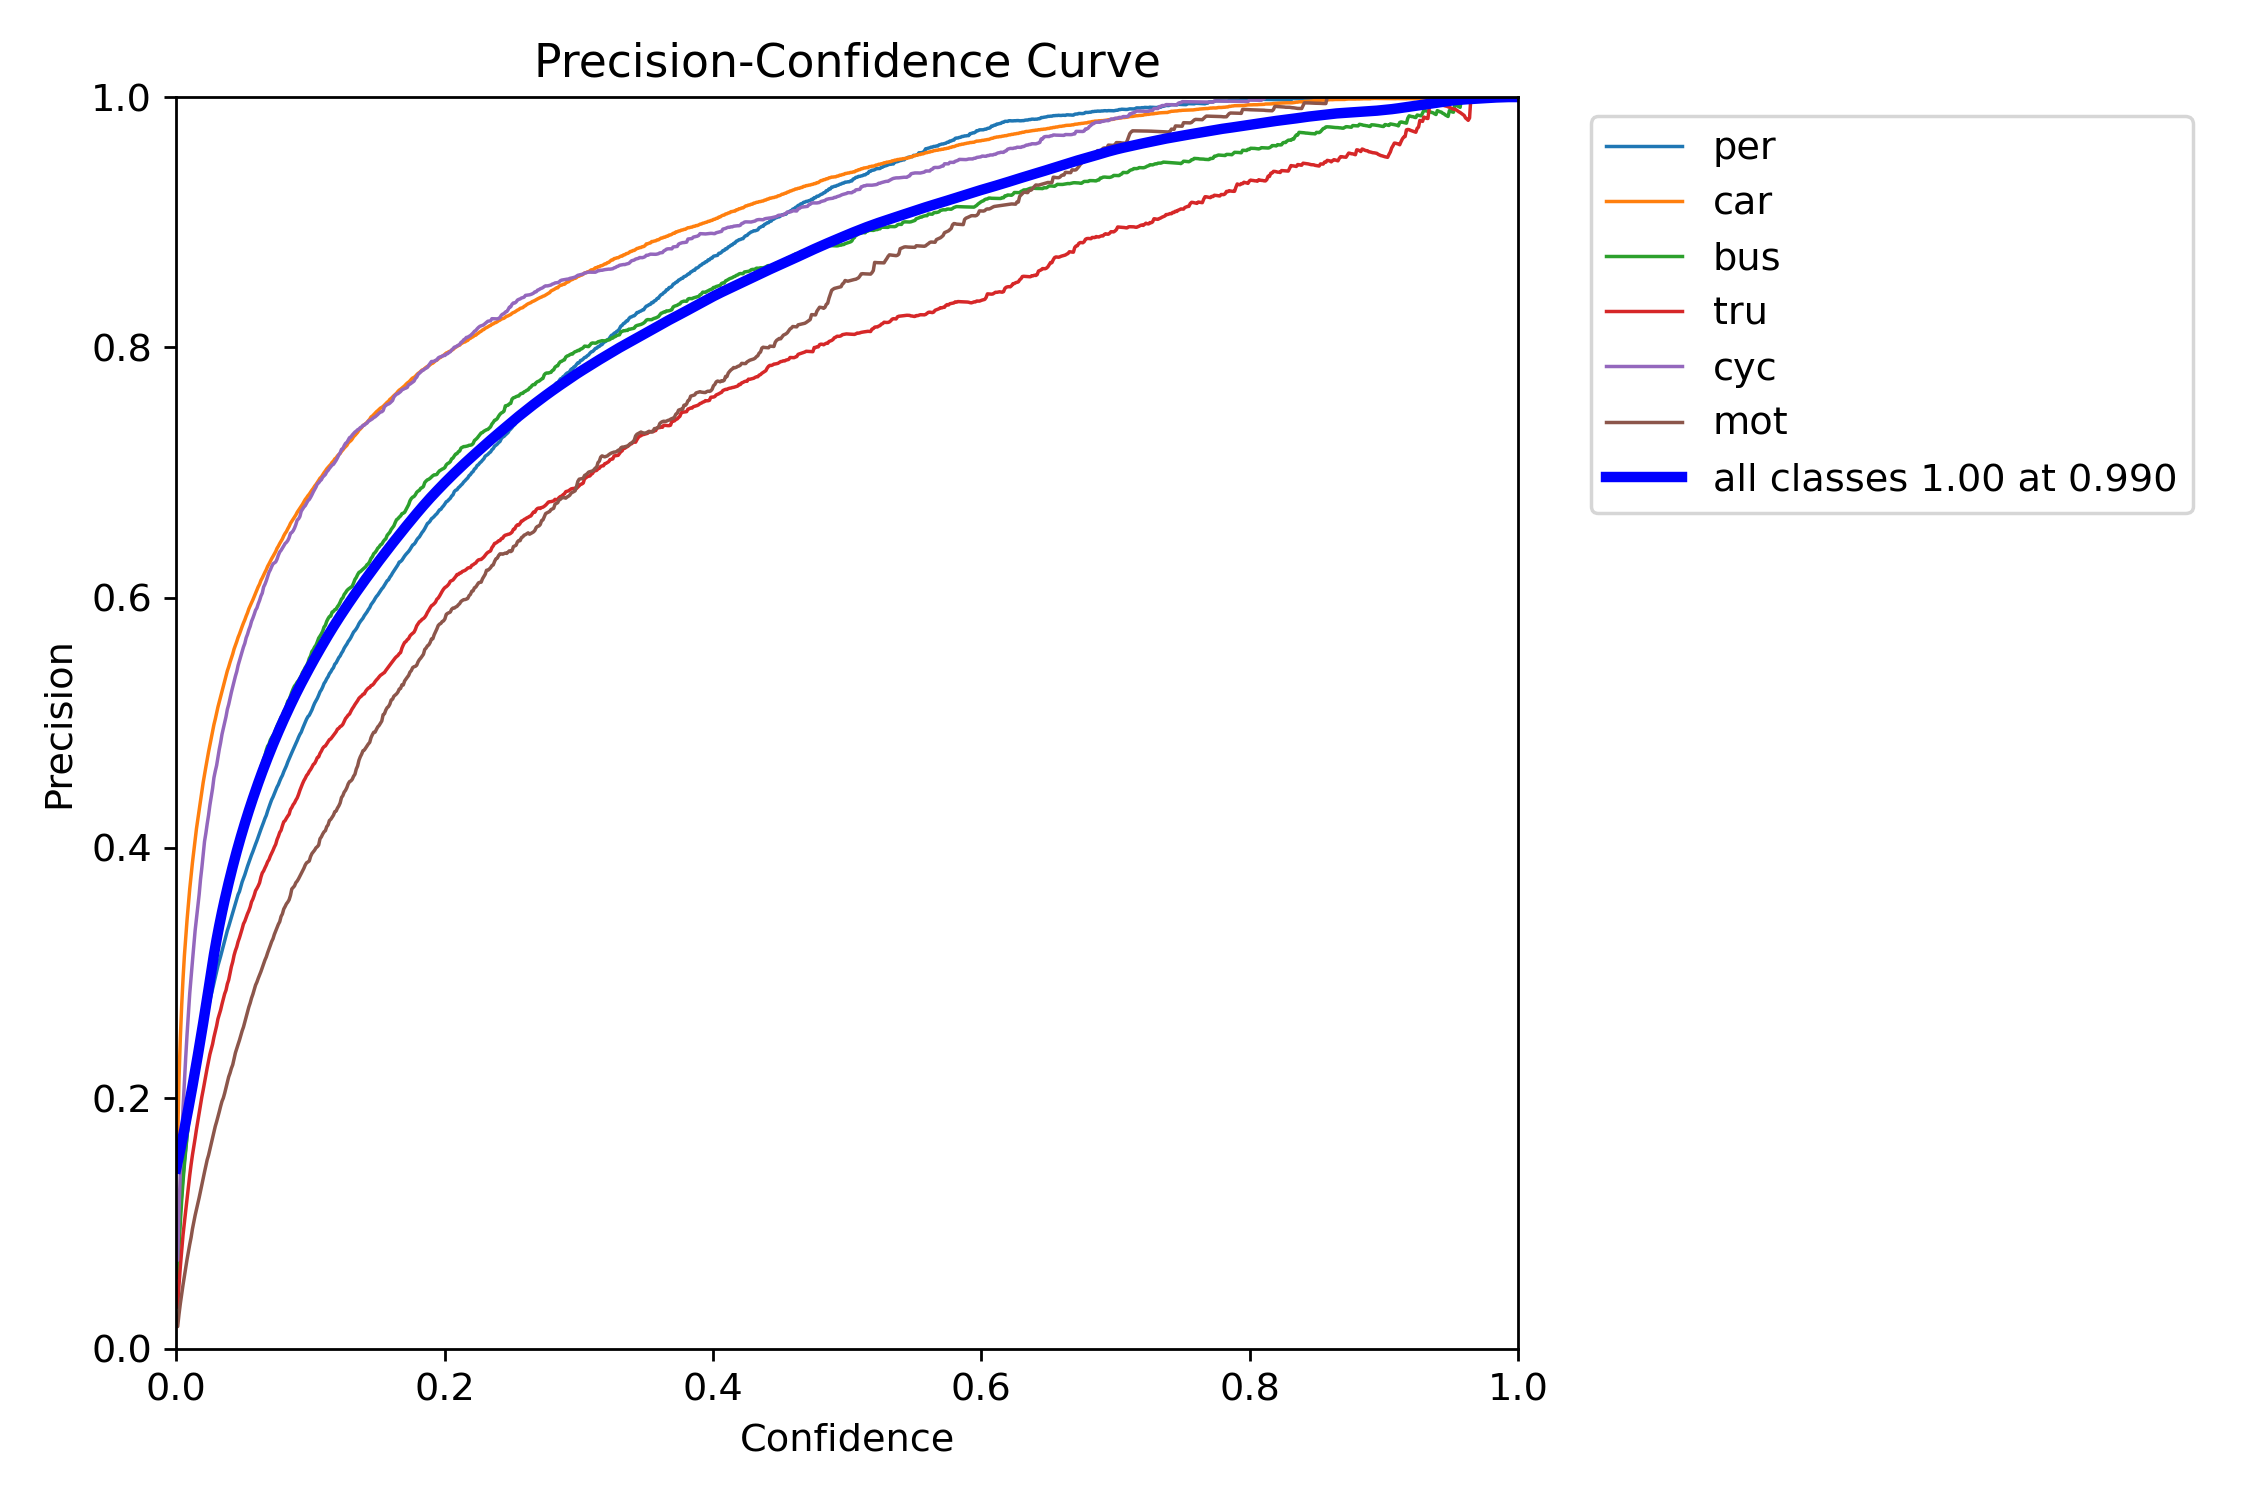 Precision-Confidence Curve
1.0
0.8
0.6
0.4
0.2
0.0
Precision
0.0 0.2 0.4 0.6 0.8 1.0
Confidence
per
car
bus
tru
cyc
mot
all classes 1.00 at 0.990